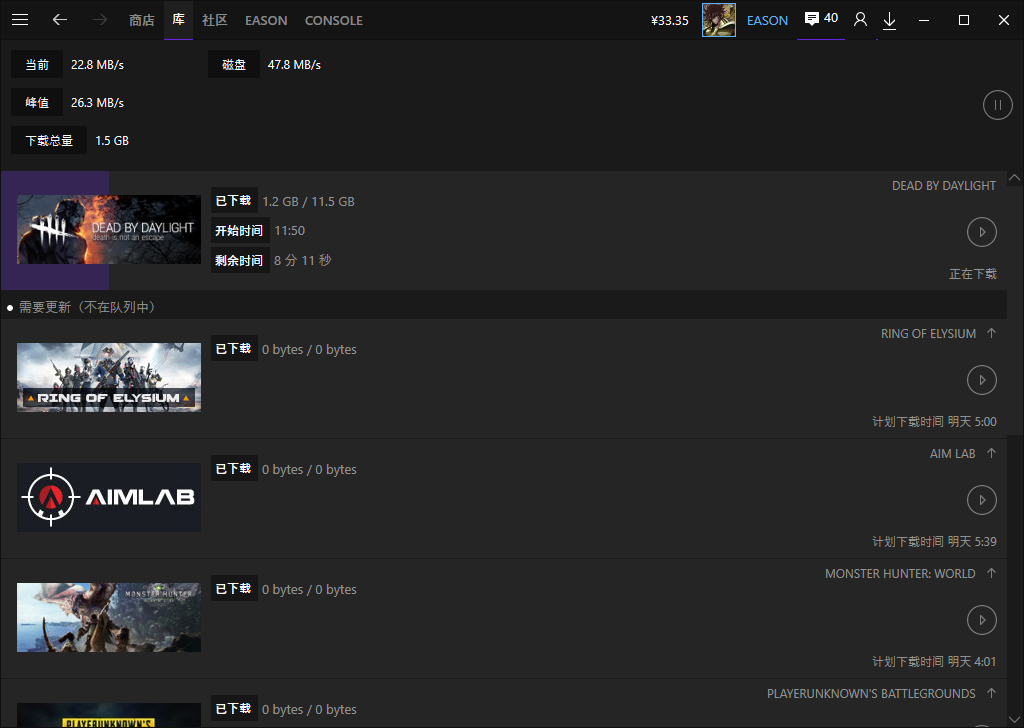 商店 库 社区 EASON CONSOLE ¥33.35 EASON 40
当前 22.8 MB/s 磁盘 47.8 MB/s
峰值 26.3 MB/s
下载总量 1.5 GB
DEAD BY DAYLIGHT
已下载 1.2 GB / 11.5 GB
DEAD BY DAYLIGHT
death is not an escape
开始时间 11:50
剩余时间 8 分 11 秒
正在下载
需要更新（不在队列中）
RING OF ELYSIUM
已下载 0 bytes / 0 bytes
RING OF ELYSIUM
计划下载时间 明天 5:00
AIM LAB
已下载 0 bytes / 0 bytes
AIMLAB
计划下载时间 明天 5:39
MONSTER HUNTER: WORLD
已下载 0 bytes / 0 bytes
MONSTER HUNTER
计划下载时间 明天 4:01
PLAYERUNKNOWN'S BATTLEGROUNDS
已下载 0 bytes / 0 bytes
PLAYERUNKNOWN'S